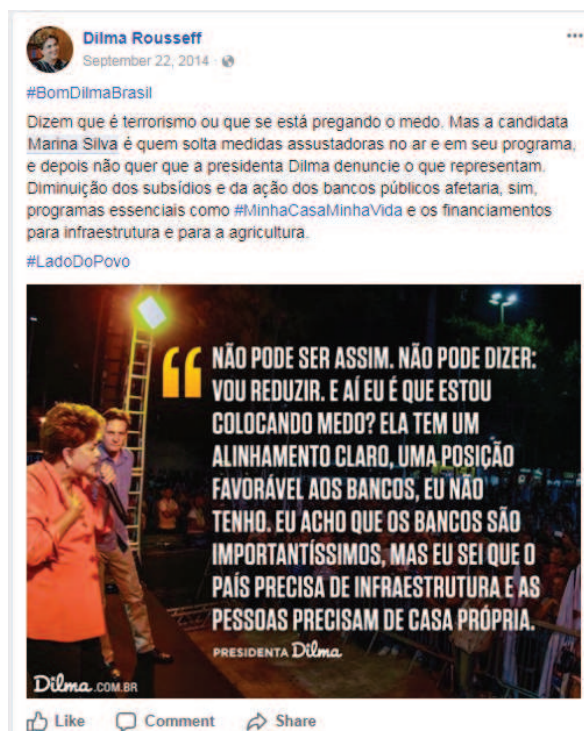 Dilma Rousseff
September 22, 2014
#BomDilmaBrasil
Dizem que é terrorismo ou que se está pregando o medo. Mas a candidata
Marina Silva é quem solta medidas assustadoras no ar e em seu programa,
e depois não quer que a presidenta Dilma denuncie o que representam.
Diminuição dos subsídios e da ação dos bancos públicos afetaria, sim,
programas essenciais como #MinhaCasaMinhaVida e os financiamentos
para infraestrutura e para a agricultura.
#LadoDoPovo
“ NÃO PODE SER ASSIM. NÃO PODE DIZER:
VOU REDUZIR. E AÍ EU É QUE ESTOU
COLOCANDO MEDO? ELA TEM UM
ALINHAMENTO CLARO, UMA POSIÇÃO
FAVORÁVEL AOS BANCOS, EU NÃO
TENHO. EU ACHO QUE OS BANCOS SÃO
IMPORTANTÍSSIMOS, MAS EU SEI QUE O
PAÍS PRECISA DE INFRAESTRUTURA E AS
PESSOAS PRECISAM DE CASA PRÓPRIA.
PRESIDENTA Dilma
Dilma.COM.BR
Like Comment Share